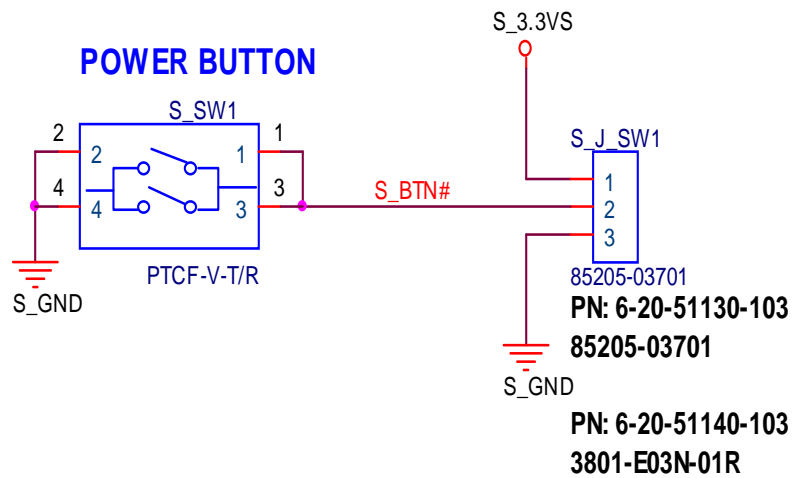 S_3.3VS
POWER BUTTON
S_SW1
2
2
1
1
4
4
3
3
S_BTN#
PTCF-V-T/R
S_GND
S_J_SW1
1
2
3
85205-03701
PN: 6-20-51130-103
85205-03701
S_GND
PN: 6-20-51140-103
3801-E03N-01R